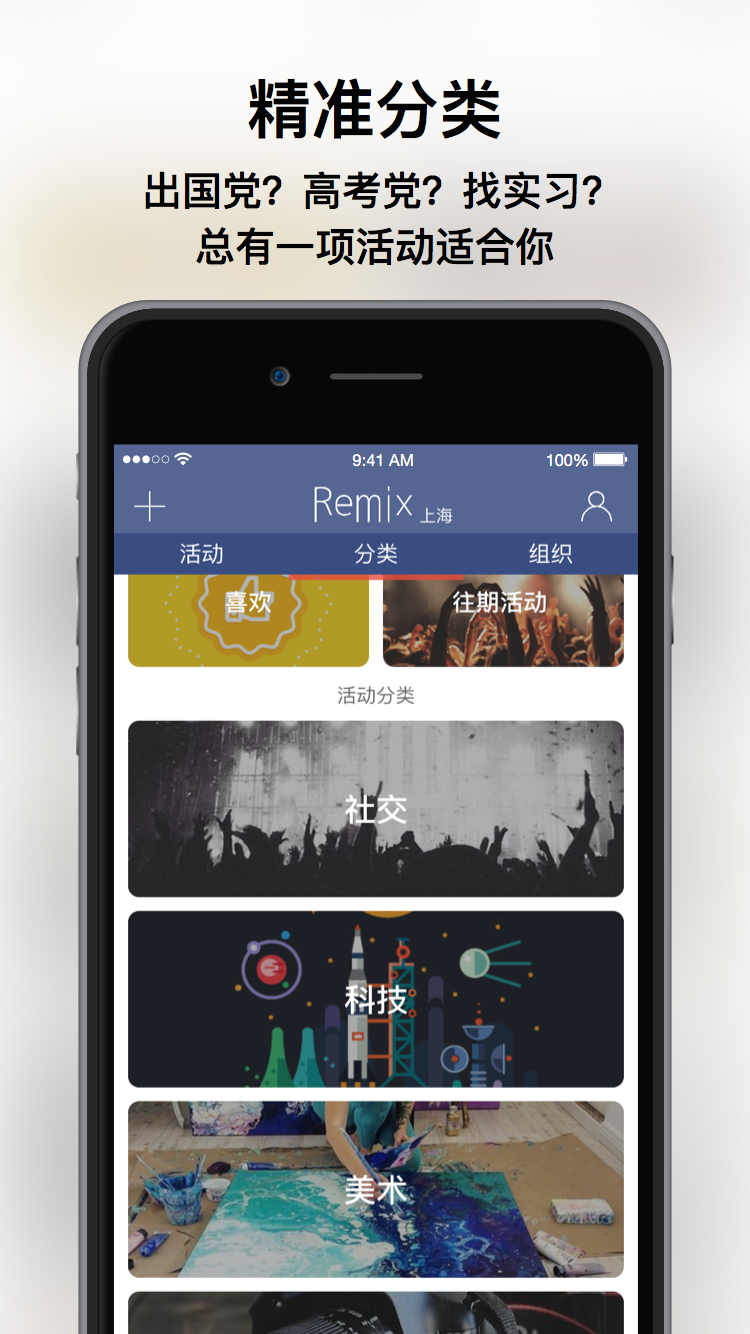 精准分类
出国党？高考党？找实习？
总有一项活动适合你
9:41 AM
100%
Remix 上海
活动 分类 组织
喜欢 往期活动
活动分类
社交
科技
美术